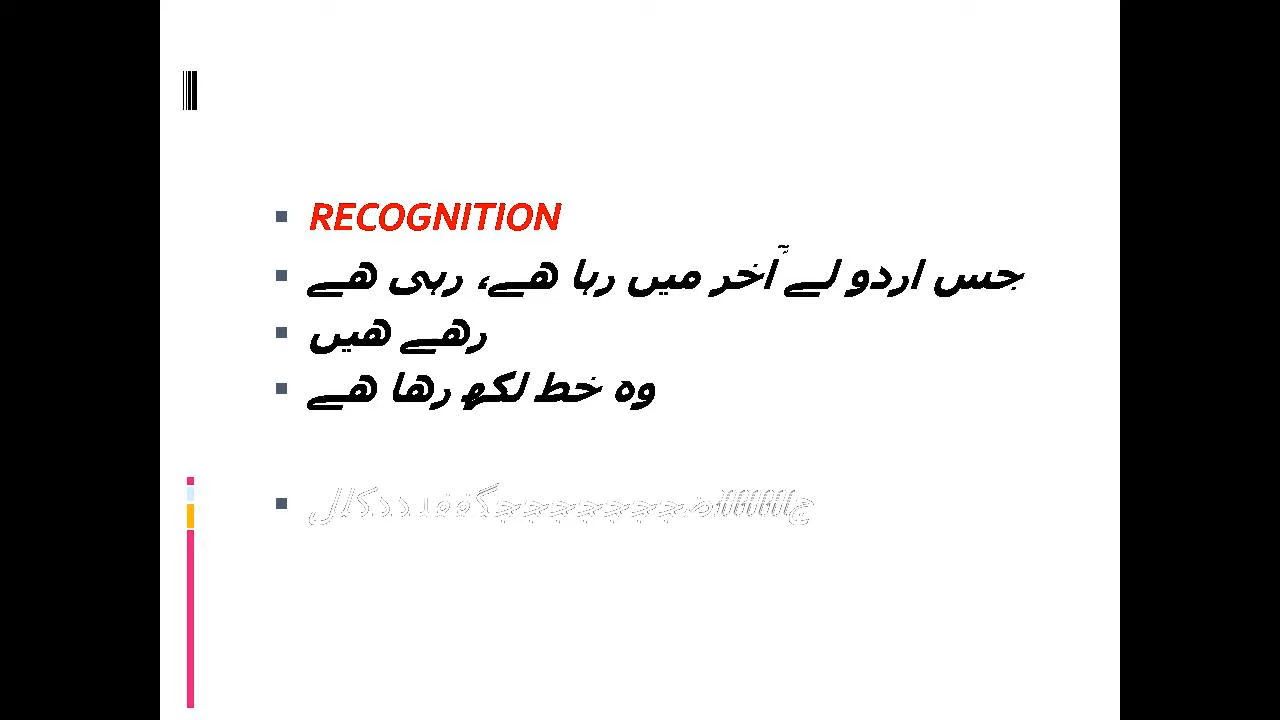 RECOGNITION
جس اردو لے آخر میں رہا ھے، رہی ھے
رھے ھیں
وہ خط لکھ رھا ھے